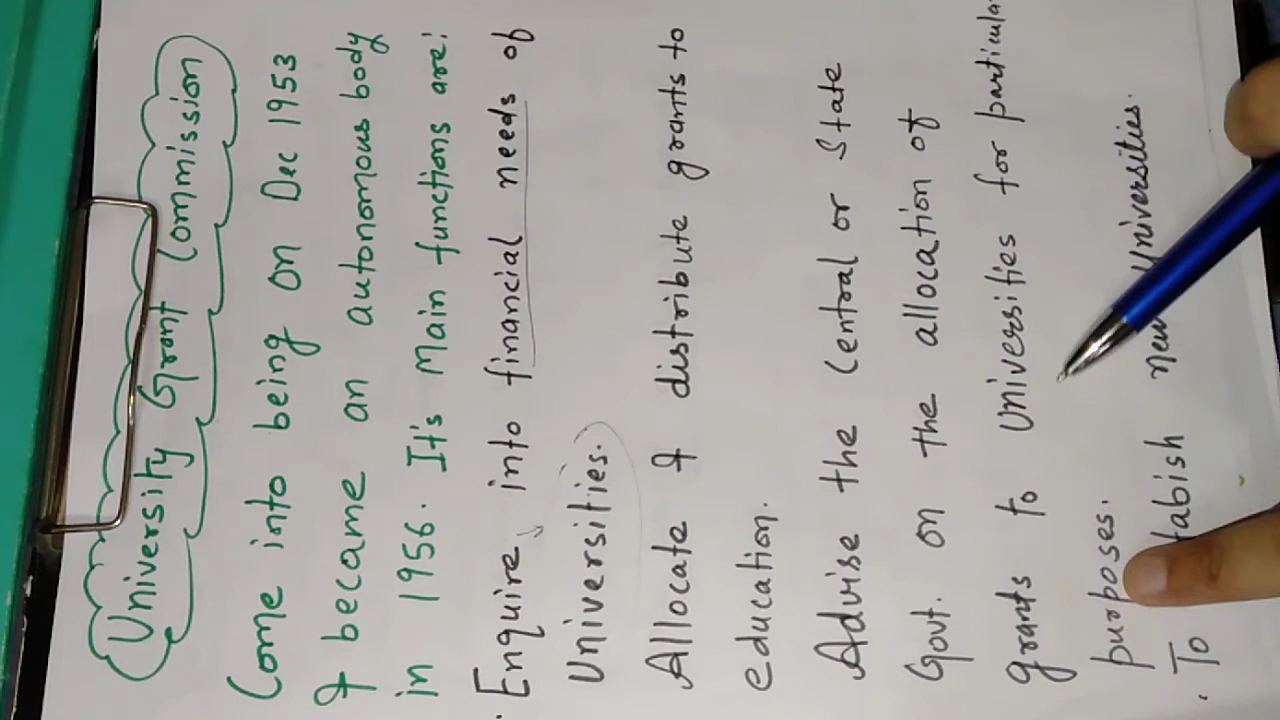 University Grant Commission
Come into being on Dec 1953
& became an autonomous body
in 1956. It's main functions are:
. Enquire into financial needs of
Universities.
Allocate & distribute grants to
education.
Advise the Central or State
Govt. on the allocation of
grants to Universities for particula
purposes.
. To tabish new Universities.